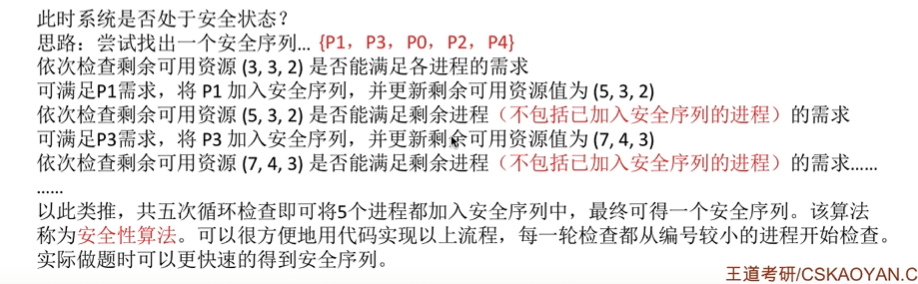 此时系统是否处于安全状态？
思路：尝试找出一个安全序列... {P1，P3，P0，P2，P4}
依次检查剩余可用资源 (3, 3, 2) 是否能满足各进程的需求
可满足P1需求，将 P1 加入安全序列，并更新剩余可用资源值为 (5, 3, 2)
依次检查剩余可用资源 (5, 3, 2) 是否能满足剩余进程（不包括已加入安全序列的进程）的需求
可满足P3需求，将 P3 加入安全序列，并更新剩余可用资源值为 (7, 4, 3)
依次检查剩余可用资源 (7, 4, 3) 是否能满足剩余进程（不包括已加入安全序列的进程）的需求......
......
以此类推，共五次循环检查即可将5个进程都加入安全序列中，最终可得一个安全序列。该算法
称为安全性算法。可以很方便地用代码实现以上流程，每一轮检查都从编号较小的进程开始检查。
实际做题时可以更快速的得到安全序列。
王道考研/CSKAOYAN.C